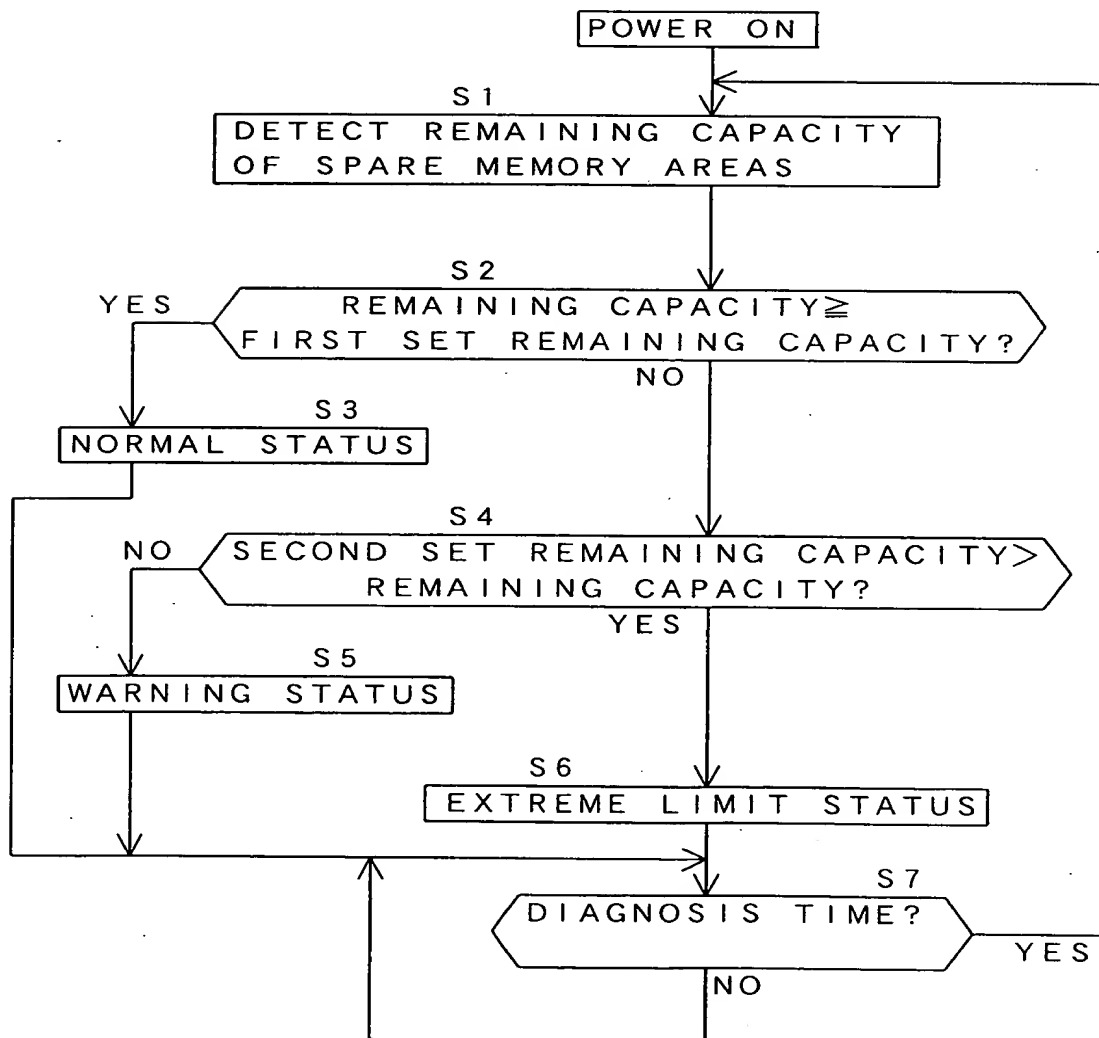 POWER ON
S1
DETECT REMAINING CAPACITY
OF SPARE MEMORY AREAS
S2
YES
REMAINING CAPACITY≧
FIRST SET REMAINING CAPACITY?
NO
S3
NORMAL STATUS
S4
NO
SECOND SET REMAINING CAPACITY>
REMAINING CAPACITY?
YES
S5
WARNING STATUS
S6
EXTREME LIMIT STATUS
S7
DIAGNOSIS TIME?
YES
NO